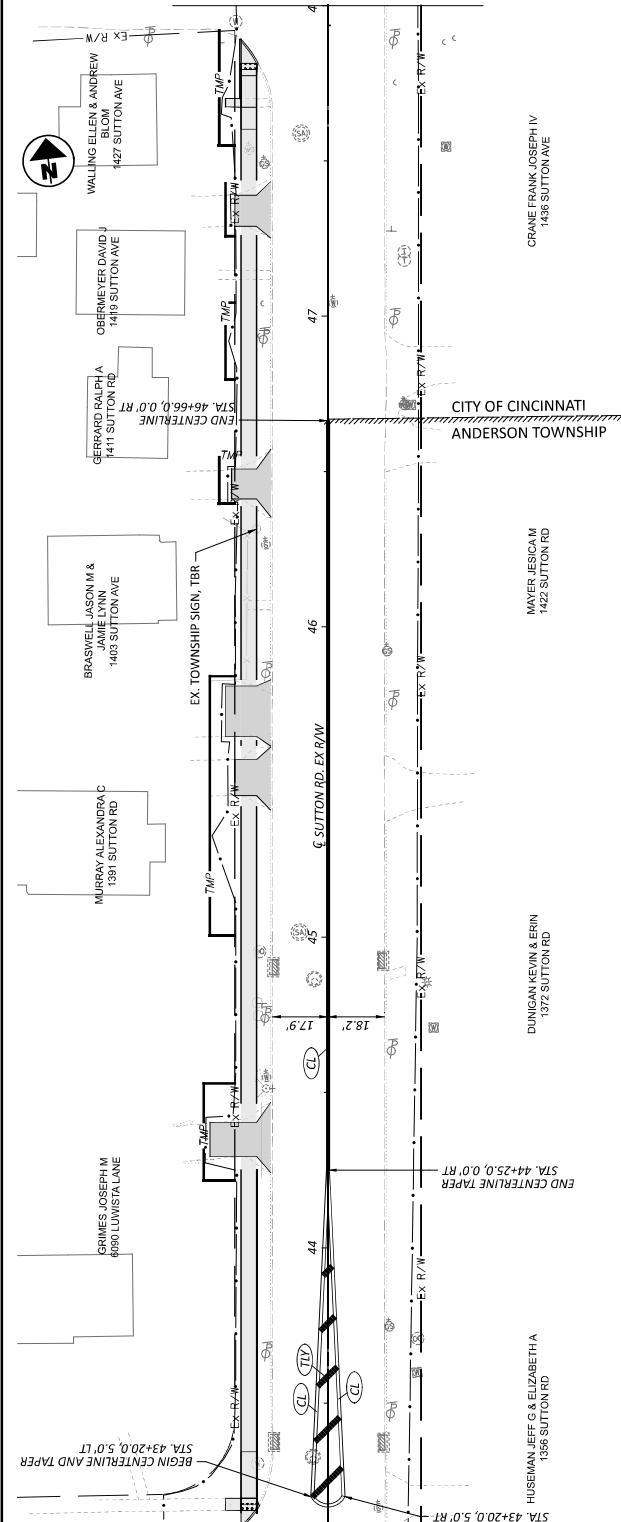 4
Ex R/W
Ex R/W
TMP
WALLING ELLEN & ANDREW
BLOM
1427 SUTTON AVE
N
SA
Ex R/W
CRANE FRANK JOSEPH IV
1436 SUTTON AVE
OBERMEYER DAVID J
1419 SUTTON AVE
TMP
47
Ex R/W
GERRARD RALPH A
1411 SUTTON RD
END CENTERLINE
STA. 46+66.0, 0.0' RT
CITY OF CINCINNATI
ANDERSON TOWNSHIP
TMP
Ex R/W
BRASWELL JASON M &
JAMIE LYNN
1403 SUTTON AVE
EX. TOWNSHIP SIGN, TBR
MAYER JESICA M
1422 SUTTON RD
46
Ex R/W
℄ SUTTON RD. EX R/W
MURRAY ALEXANDRA C
1391 SUTTON RD
Ex R/W
TMP
45
SA
DUNIGAN KEVIN & ERIN
1372 SUTTON RD
Ex R/W
17.9'
18.2'
CL
Ex R/W
TMP
END CENTERLINE TAPER
STA. 44+25.0, 0.0' RT
GRIMES JOSEPH M
6090 LUWISTA LANE
44
Ex R/W
TLY
CL
CL
Ex R/W
BEGIN CENTERLINE AND TAPER
STA. 43+20.0, 5.0' LT
HUSEMAN JEFF G & ELIZABETH A
1356 SUTTON RD
STA. 43+20.0, 5.0' RT